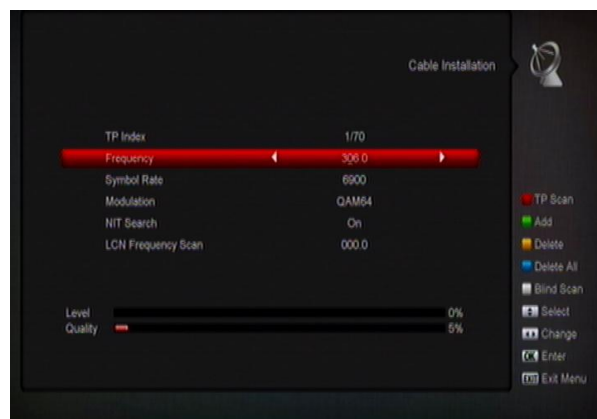 Cable Installation
TP Index 1/70
Frequency 306.0
Symbol Rate 6900
Modulation QAM64
NIT Search On
LCN Frequency Scan 000.0
Level 0%
Quality 5%
TP Scan
Add
Delete
Delete All
Blind Scan
Select
Change
OK Enter
Exit Menu